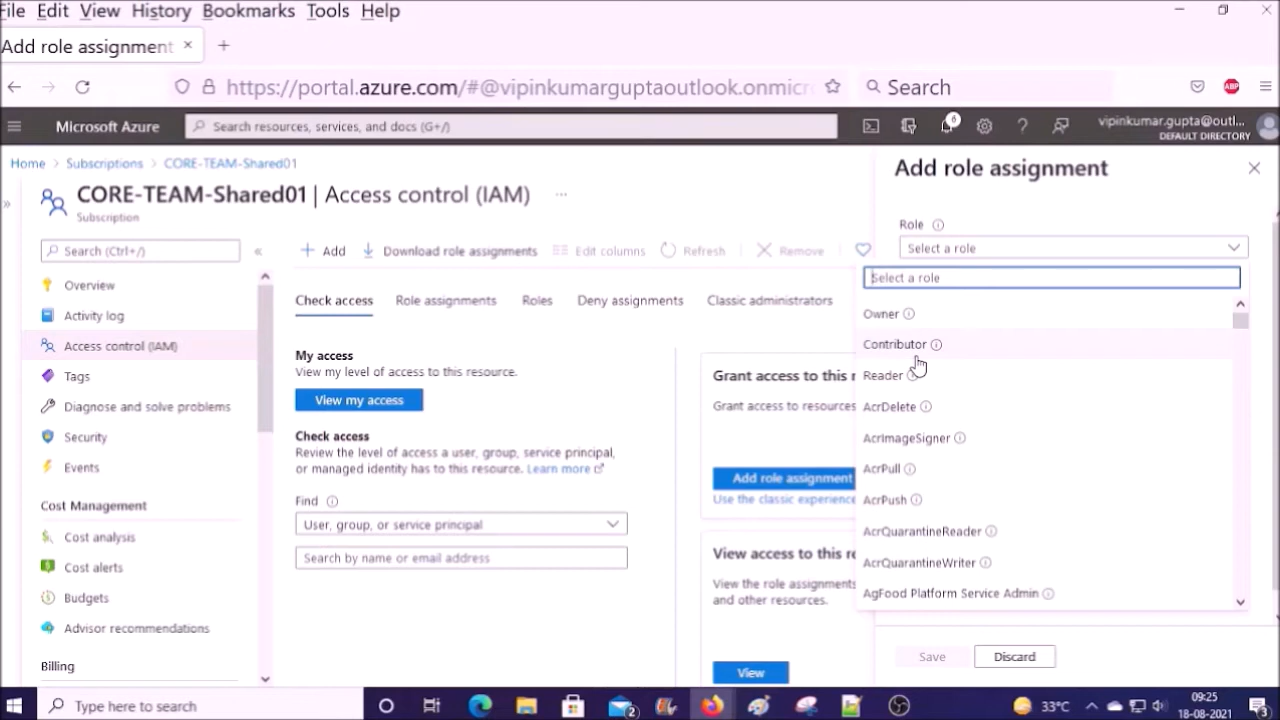 File Edit View History Bookmarks Tools Help
Add role assignment
https://portal.azure.com/#@vipinkumarguptaoutlook.onmicro
Search
ABP
Microsoft Azure
Search resources, services, and docs (G+/)
6
vipinkumar.gupta@outl...
DEFAULT DIRECTORY
Home > Subscriptions > CORE-TEAM-Shared01
CORE-TEAM-Shared01 | Access control (IAM) ...
Subscription
Search (Ctrl+/)
Overview
Activity log
Access control (IAM)
Tags
Diagnose and solve problems
Security
Events
Cost Management
Cost analysis
Cost alerts
Budgets
Advisor recommendations
Billing
Add Download role assignments Edit columns Refresh Remove
Check access Role assignments Roles Deny assignments Classic administrators
My access
View my level of access to this resource.
View my access
Check access
Review the level of access a user, group, service principal,
or managed identity has to this resource. Learn more
Find
User, group, or service principal
Search by name or email address
Grant access to this r
Grant access to resources
Add role assignment
Use the classic experience
View access to this re
View the role assignments
and other resources.
View
Add role assignment
Role
Select a role
Select a role
Owner
Contributor
Reader
AcrDelete
AcrImageSigner
AcrPull
AcrPush
AcrQuarantineReader
AcrQuarantineWriter
AgFood Platform Service Admin
Save Discard
Type here to search
2
33°C
09:25
18-08-2021
3